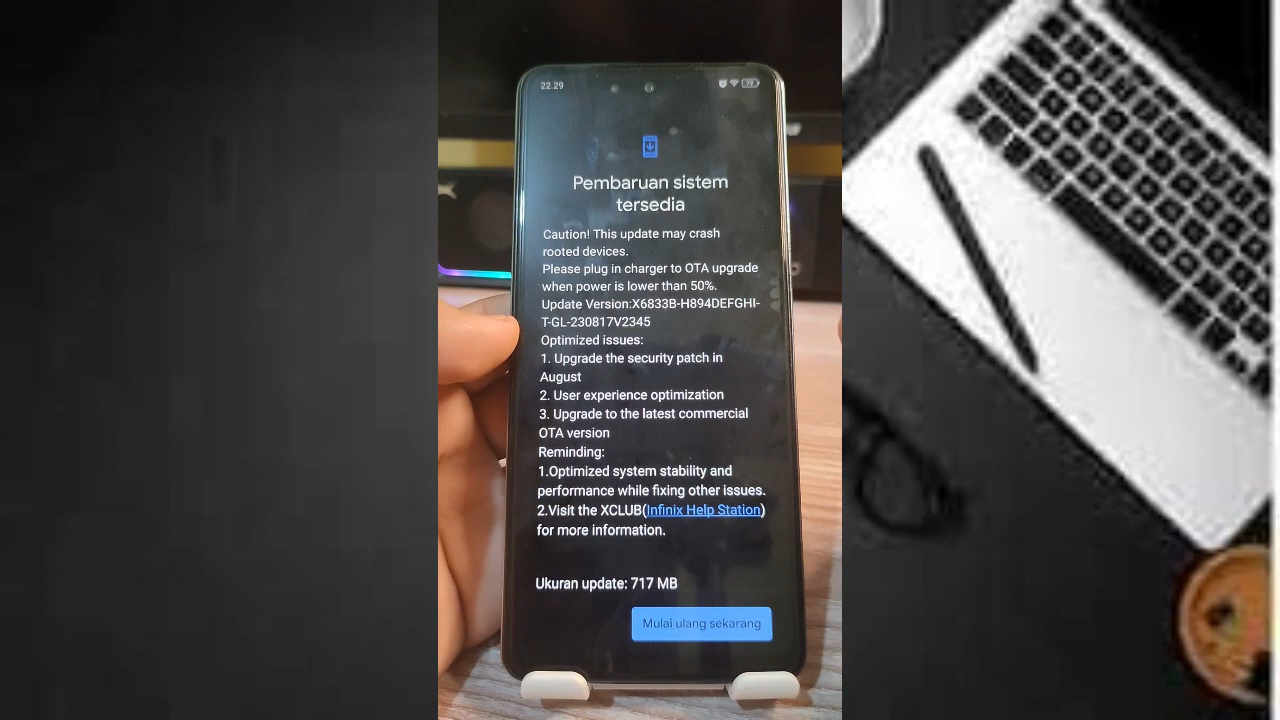 22.29
79
Pembaruan sistem
tersedia
Caution! This update may crash
rooted devices.
Please plug in charger to OTA upgrade
when power is lower than 50%.
Update Version:X6833B-H894DEFGHI-
T-GL-230817V2345
Optimized issues:
1. Upgrade the security patch in
August
2. User experience optimization
3. Upgrade to the latest commercial
OTA version
Reminding:
1.Optimized system stability and
performance while fixing other issues.
2.Visit the XCLUB(Infinix Help Station)
for more information.
Ukuran update: 717 MB
Mulai ulang sekarang